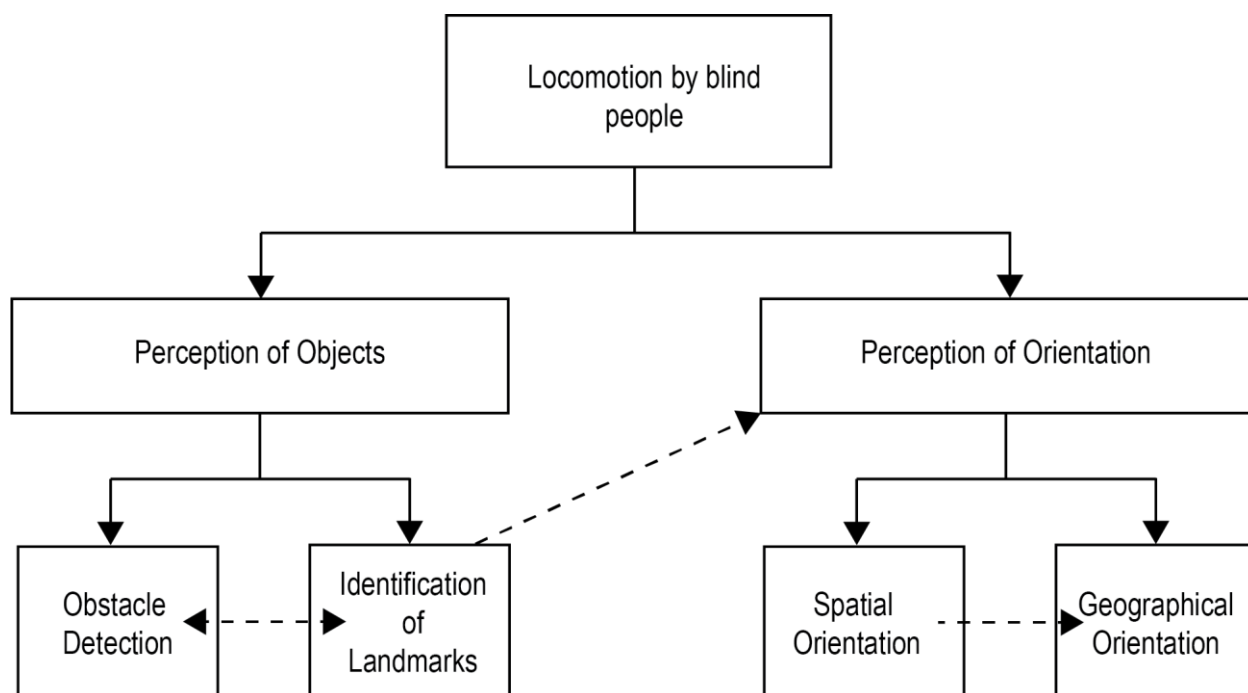 Locomotion by blind
people
Perception of Objects
Perception of Orientation
Obstacle
Detection
Identification
of
Landmarks
Spatial
Orientation
Geographical
Orientation